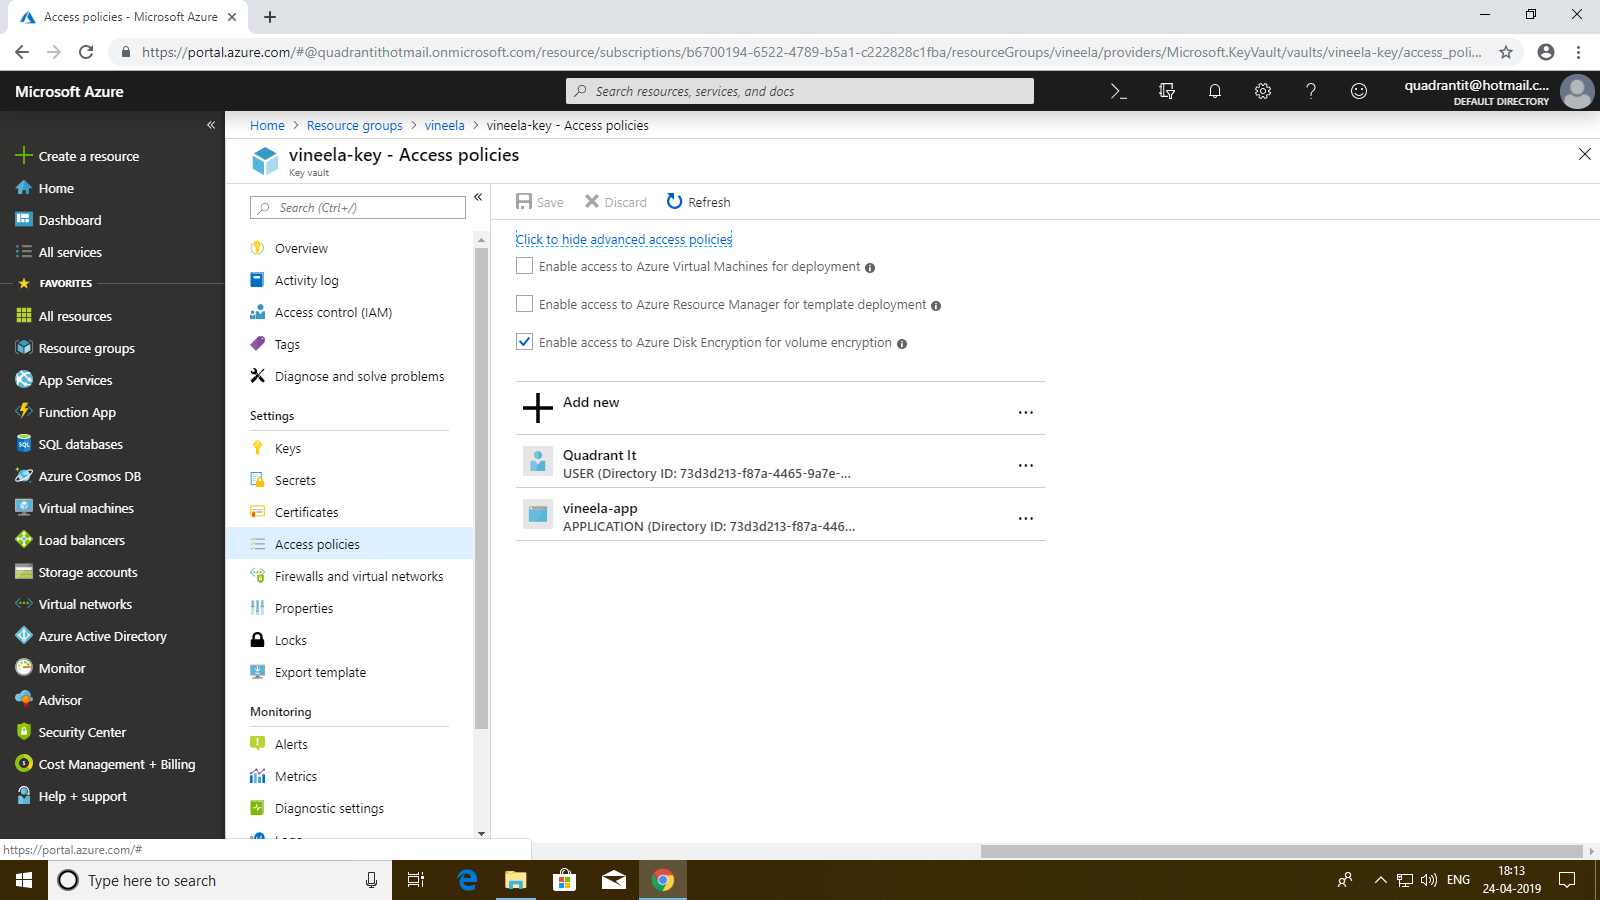 Access policies - Microsoft Azure
https://portal.azure.com/#@quadrantithotmail.onmicrosoft.com/resource/subscriptions/b6700194-6522-4789-b5a1-c222828c1fba/resourceGroups/vineela/providers/Microsoft.KeyVault/vaults/vineela-key/access_poli...
Microsoft Azure
Search resources, services, and docs
quadrantit@hotmail.c...
DEFAULT DIRECTORY
Create a resource
Home
Dashboard
All services
FAVORITES
All resources
Resource groups
App Services
Function App
SQL databases
Azure Cosmos DB
Virtual machines
Load balancers
Storage accounts
Virtual networks
Azure Active Directory
Monitor
Advisor
Security Center
Cost Management + Billing
Help + support
Home > Resource groups > vineela > vineela-key - Access policies
vineela-key - Access policies
Key vault
Search (Ctrl+/)
Overview
Activity log
Access control (IAM)
Tags
Diagnose and solve problems
Settings
Keys
Secrets
Certificates
Access policies
Firewalls and virtual networks
Properties
Locks
Export template
Monitoring
Alerts
Metrics
Diagnostic settings
Save Discard Refresh
Click to hide advanced access policies
Enable access to Azure Virtual Machines for deployment
Enable access to Azure Resource Manager for template deployment
Enable access to Azure Disk Encryption for volume encryption
Add new
...
Quadrant It
USER (Directory ID: 73d3d213-f87a-4465-9a7e-...
...
vineela-app
APPLICATION (Directory ID: 73d3d213-f87a-446...
...
https://portal.azure.com/#
Type here to search
ENG
18:13
24-04-2019